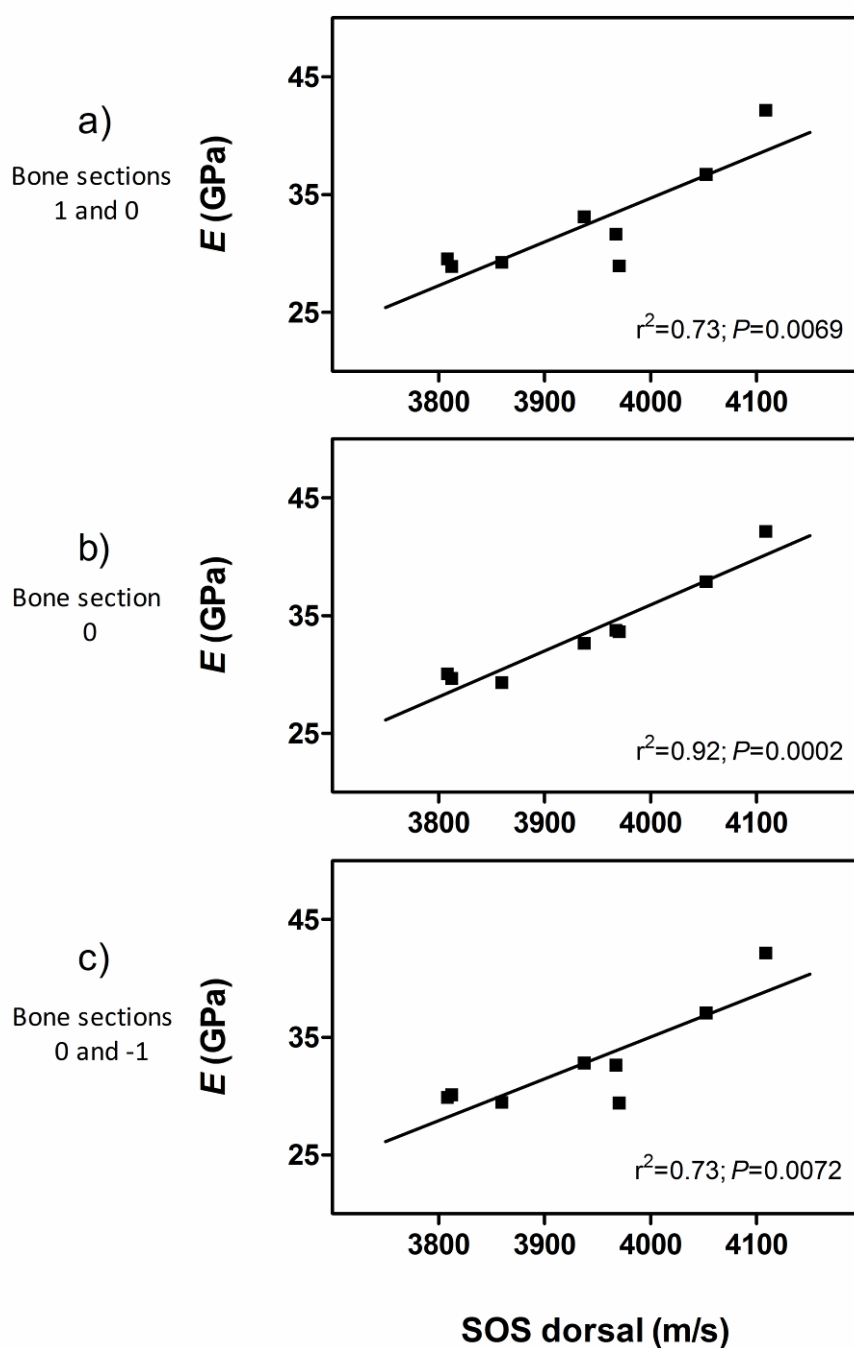 a)
Bone sections
1 and 0
E (GPa)
45
35
25
r²=0.73; P=0.0069
3800 3900 4000 4100
b)
Bone section
0
E (GPa)
45
35
25
r²=0.92; P=0.0002
3800 3900 4000 4100
c)
Bone sections
0 and -1
E (GPa)
45
35
25
r²=0.73; P=0.0072
3800 3900 4000 4100
SOS dorsal (m/s)